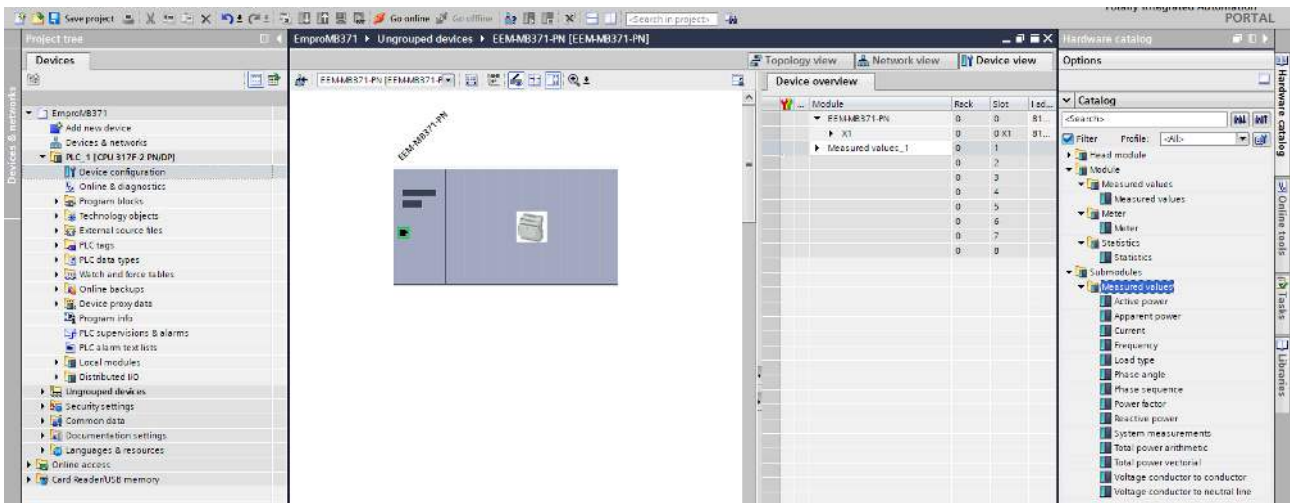 Save project
Go online
Go offline
<Search in project>
Totally Integrated Automation
PORTAL
Project tree
EmproMB371 ▸ Ungrouped devices ▸ EEM-MB371-PN [EEM-MB371-PN]
Hardware catalog
Devices
Topology view
Network view
Device view
Options
EEM-MB371-PN [EEM-MB371-P
Device overview
Devices & networks
EmproMB371
Add new device
Devices & networks
PLC_1 [CPU 317F-2 PN/DP]
Device configuration
Online & diagnostics
Program blocks
Technology objects
External source files
PLC tags
PLC data types
Watch and force tables
Online backups
Device proxy data
Program info
PLC supervisions & alarms
PLC alarm text lists
Local modules
Distributed I/O
Ungrouped devices
Security settings
Common data
Documentation settings
Languages & resources
Online access
Card Reader/USB memory
EEM-MB371-PN
... Module Rack Slot I ad...
EEM-MB371-PN 0 0 81...
X1 0 0 X1 81...
Measured values_1 0 1
0 2
0 3
0 4
0 5
0 6
0 7
0 8
Catalog
<Search>
Filter Profile: <All>
Head module
Module
Measured values
Measured values
Meter
Meter
Statistics
Statistics
Submodules
Measured values
Active power
Apparent power
Current
Frequency
Load type
Phase angle
Phase sequence
Power factor
Reactive power
System measurements
Total power arithmetic
Total power vectorial
Voltage conductor to conductor
Voltage conductor to neutral line
Hardware catalog
Online tools
Tasks
Libraries